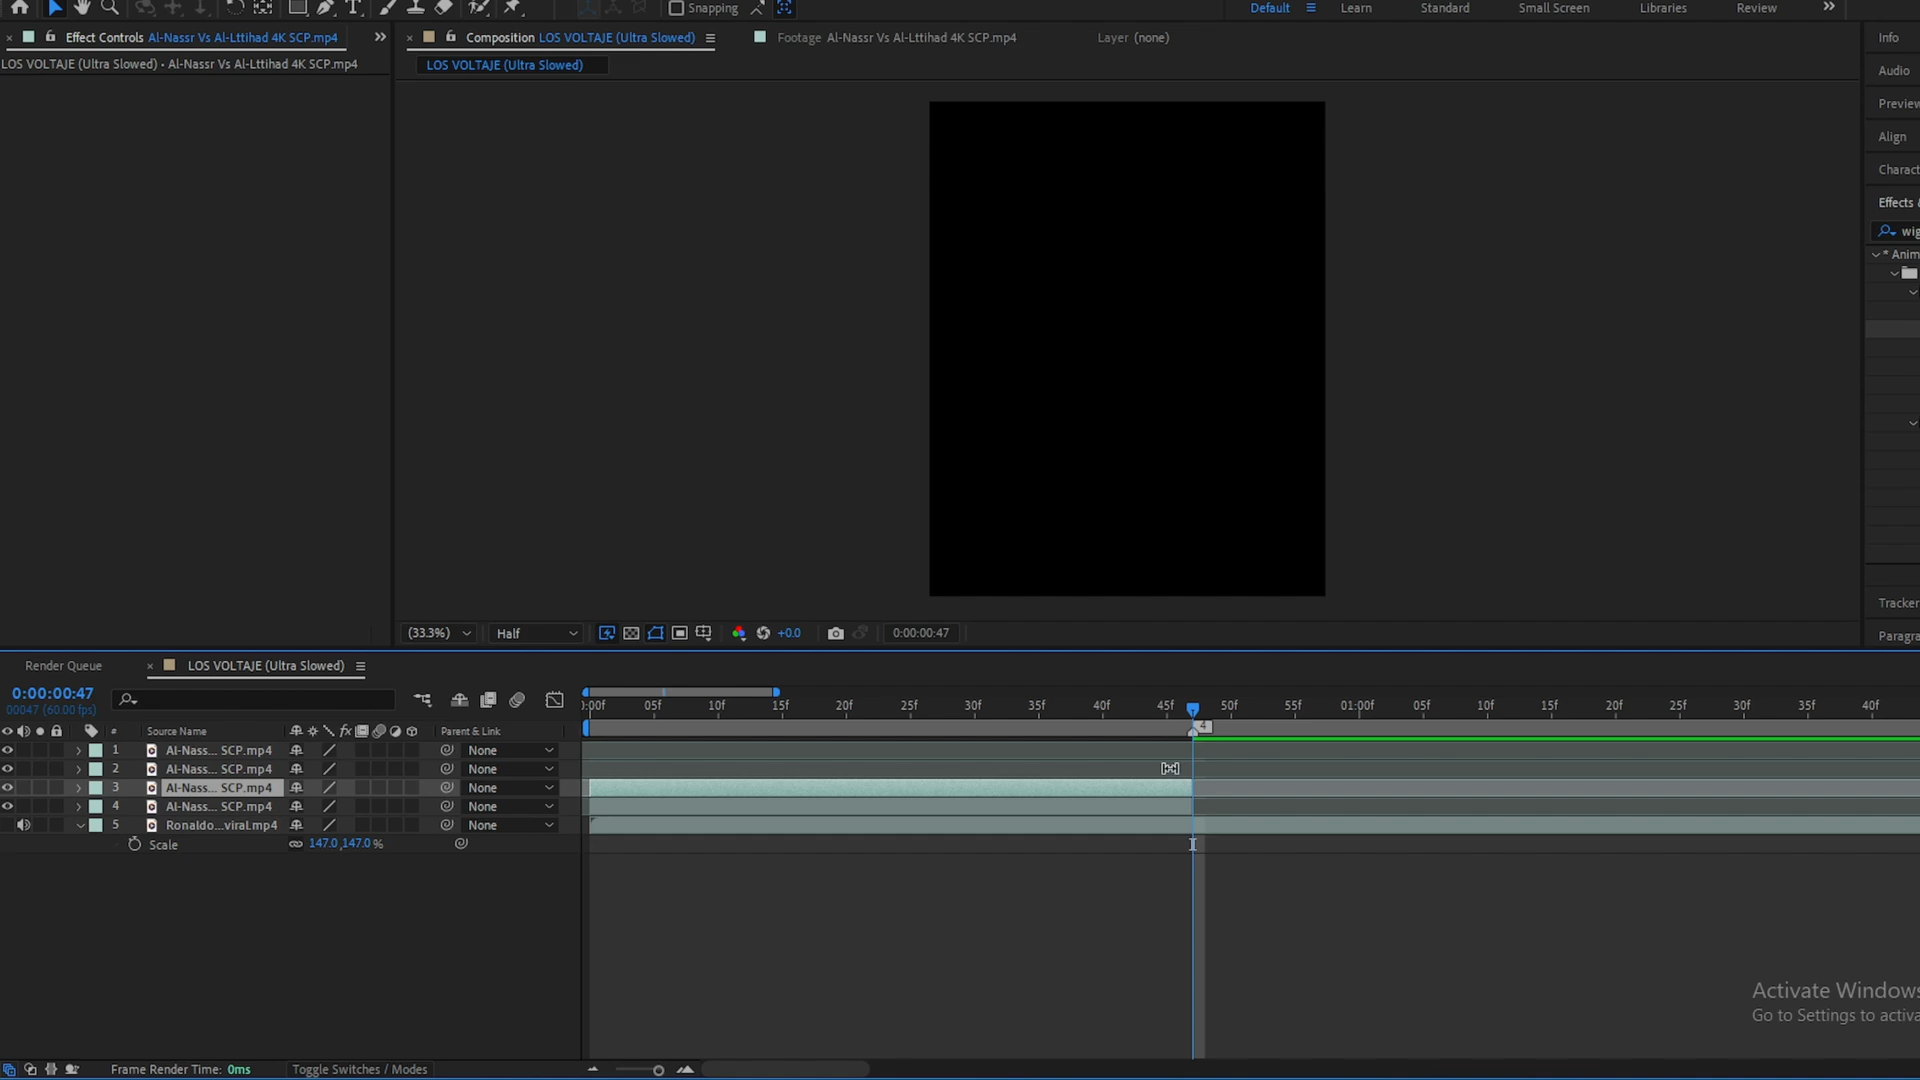 Snapping
Default
Learn
Standard
Small Screen
Libraries
Review
Effect Controls Al-Nassr Vs Al-Lttihad 4K SCP.mp4
Composition LOS VOLTAJE (Ultra Slowed)
Footage Al-Nassr Vs Al-Lttihad 4K SCP.mp4
Layer (none)
Info
LOS VOLTAJE (Ultra Slowed) • Al-Nassr Vs Al-Lttihad 4K SCP.mp4
LOS VOLTAJE (Ultra Slowed)
Audio
Preview
Align
Charact
Effects &
wig
* Anim
Tracker
Paragra
(33.3%)
Half
+0.0
0:00:00:47
Render Queue
LOS VOLTAJE (Ultra Slowed)
0:00:00:47
00047 (60.00 fps)
):00f 05f 10f 15f 20f 25f 30f 35f 40f 45f 50f 55f 01:00f 05f 10f 15f 20f 25f 30f 35f 40f
4
# Source Name
Parent & Link
1 Al-Nass... SCP.mp4 None
2 Al-Nass... SCP.mp4 None
3 Al-Nass... SCP.mp4 None
4 Al-Nass... SCP.mp4 None
5 Ronaldo...viral.mp4 None
Scale 147.0,147.0 %
Activate Windows
Go to Settings to activa
Frame Render Time: 0ms
Toggle Switches / Modes